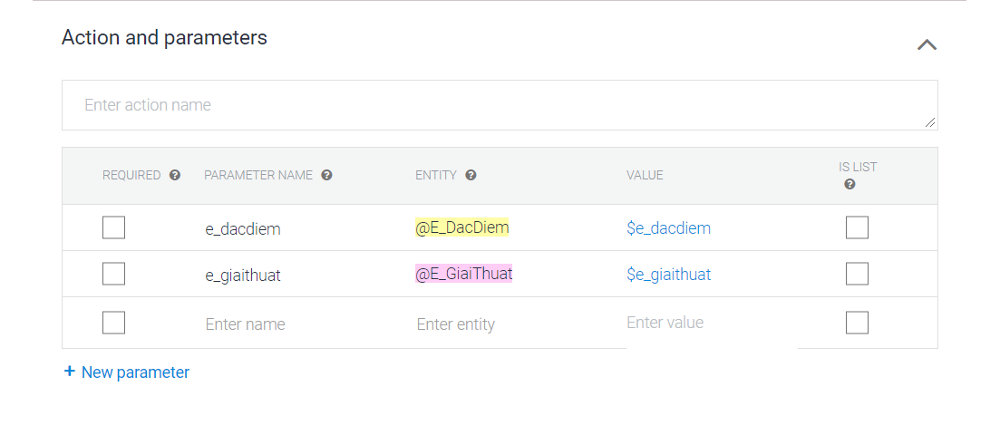 Action and parameters
Enter action name
REQUIRED PARAMETER NAME ENTITY VALUE IS LIST
e_dacdiem @E_DacDiem $e_dacdiem
e_giaithuat @E_GiaiThuat $e_giaithuat
Enter name Enter entity Enter value
+ New parameter